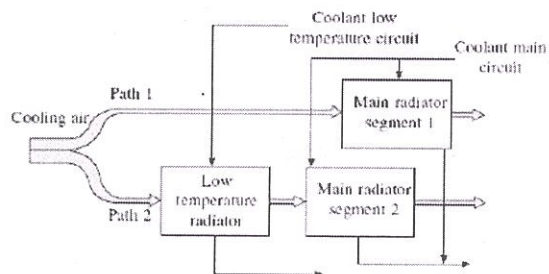 Coolant low
temperature circuit
Coolant main
circuit
Path 1
Main radiator
segment 1
Cooling air
Low
temperature
radiator
Main radiator
segment 2
Path 2